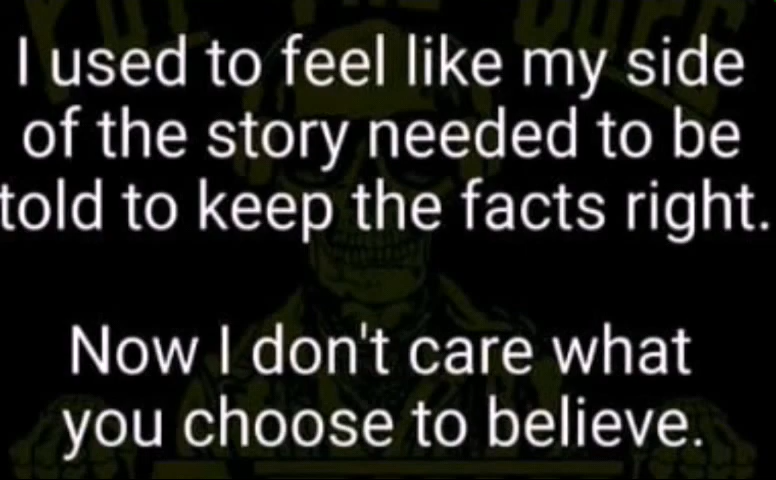 I used to feel like my side
of the story needed to be
told to keep the facts right.
Now I don't care what
you choose to believe.